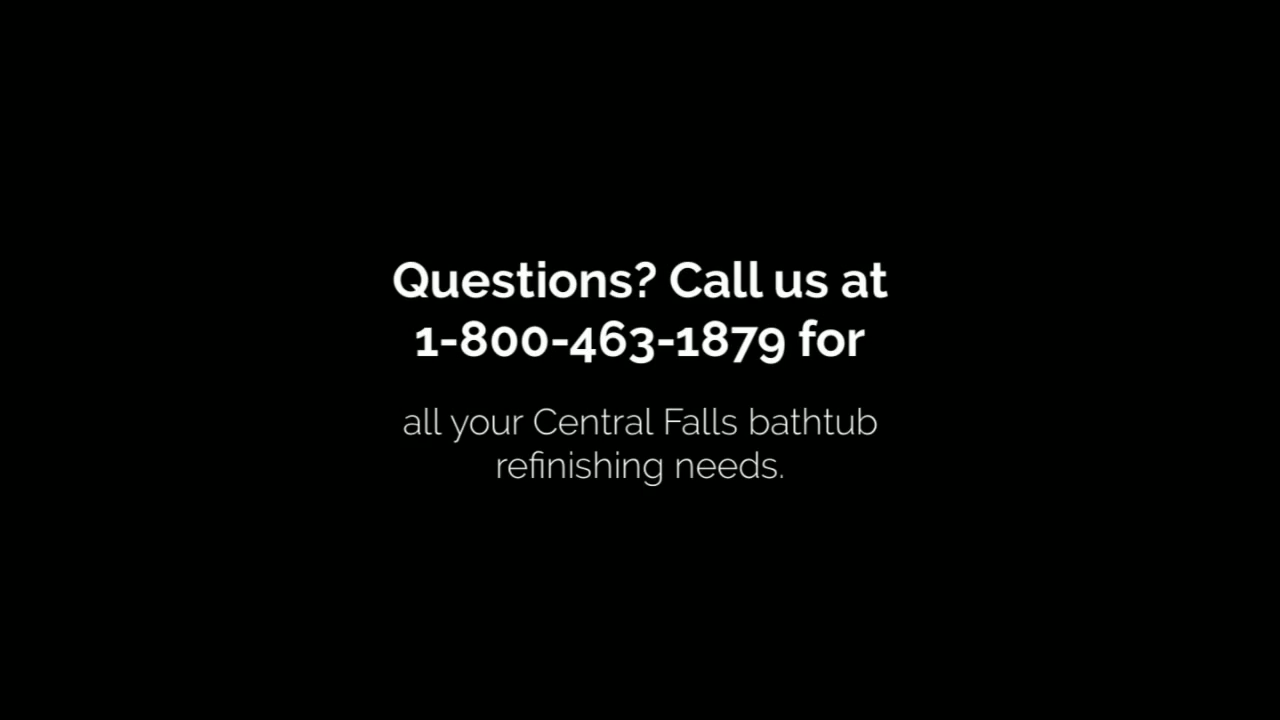 Questions? Call us at
1-800-463-1879 for
all your Central Falls bathtub
refinishing needs.